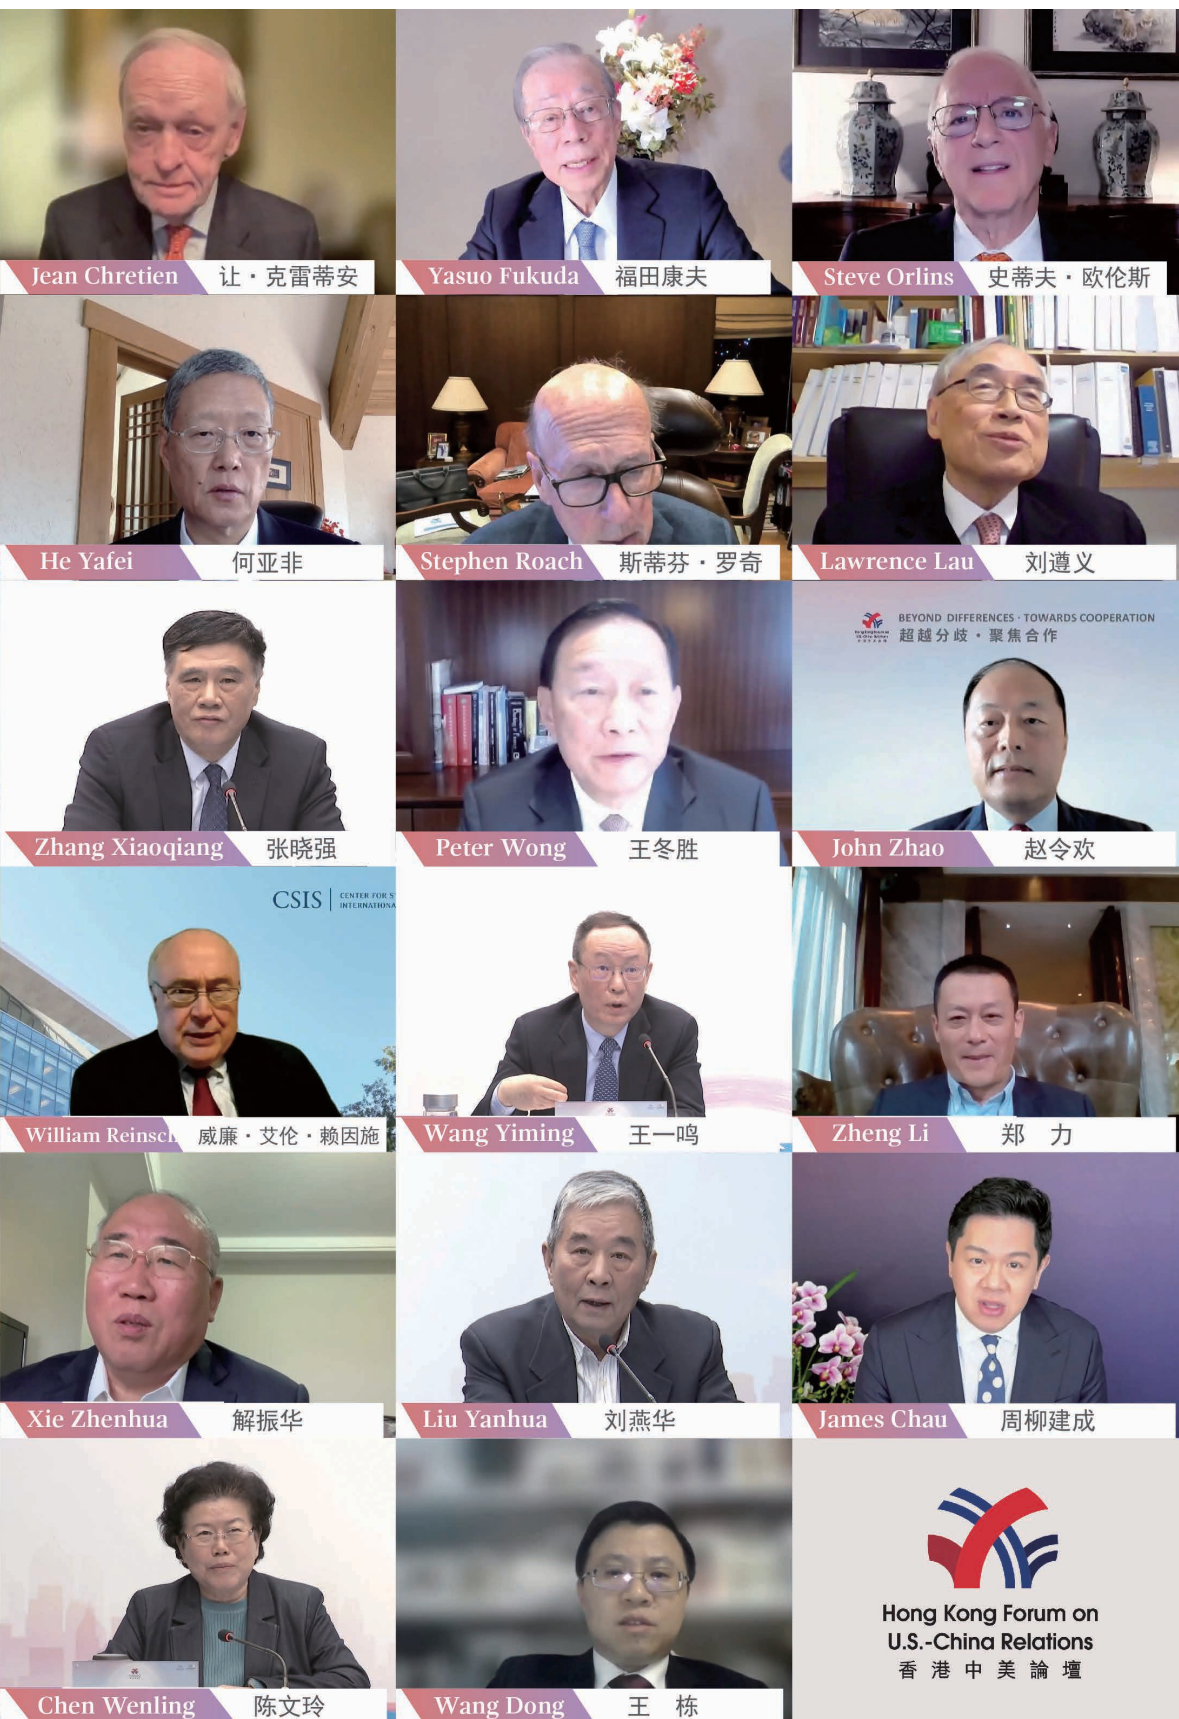 Jean Chretien 让·克雷蒂安
Yasuo Fukuda 福田康夫
Steve Orlins 史蒂夫·欧伦斯
He Yafei 何亚非
Stephen Roach 斯蒂芬·罗奇
Lawrence Lau 刘遵义
BEYOND DIFFERENCES · TOWARDS COOPERATION
超越分歧·聚焦合作
Zhang Xiaoqiang 张晓强
Peter Wong 王冬胜
John Zhao 赵令欢
CSIS
CENTER FOR S
INTERNATIONA
William Reinsch 威廉·艾伦·赖因施
Wang Yiming 王一鸣
Zheng Li 郑 力
Xie Zhenhua 解振华
Liu Yanhua 刘燕华
James Chau 周柳建成
Chen Wenling 陈文玲
Wang Dong 王 栋
Hong Kong Forum on
U.S.-China Relations
香港中美論壇